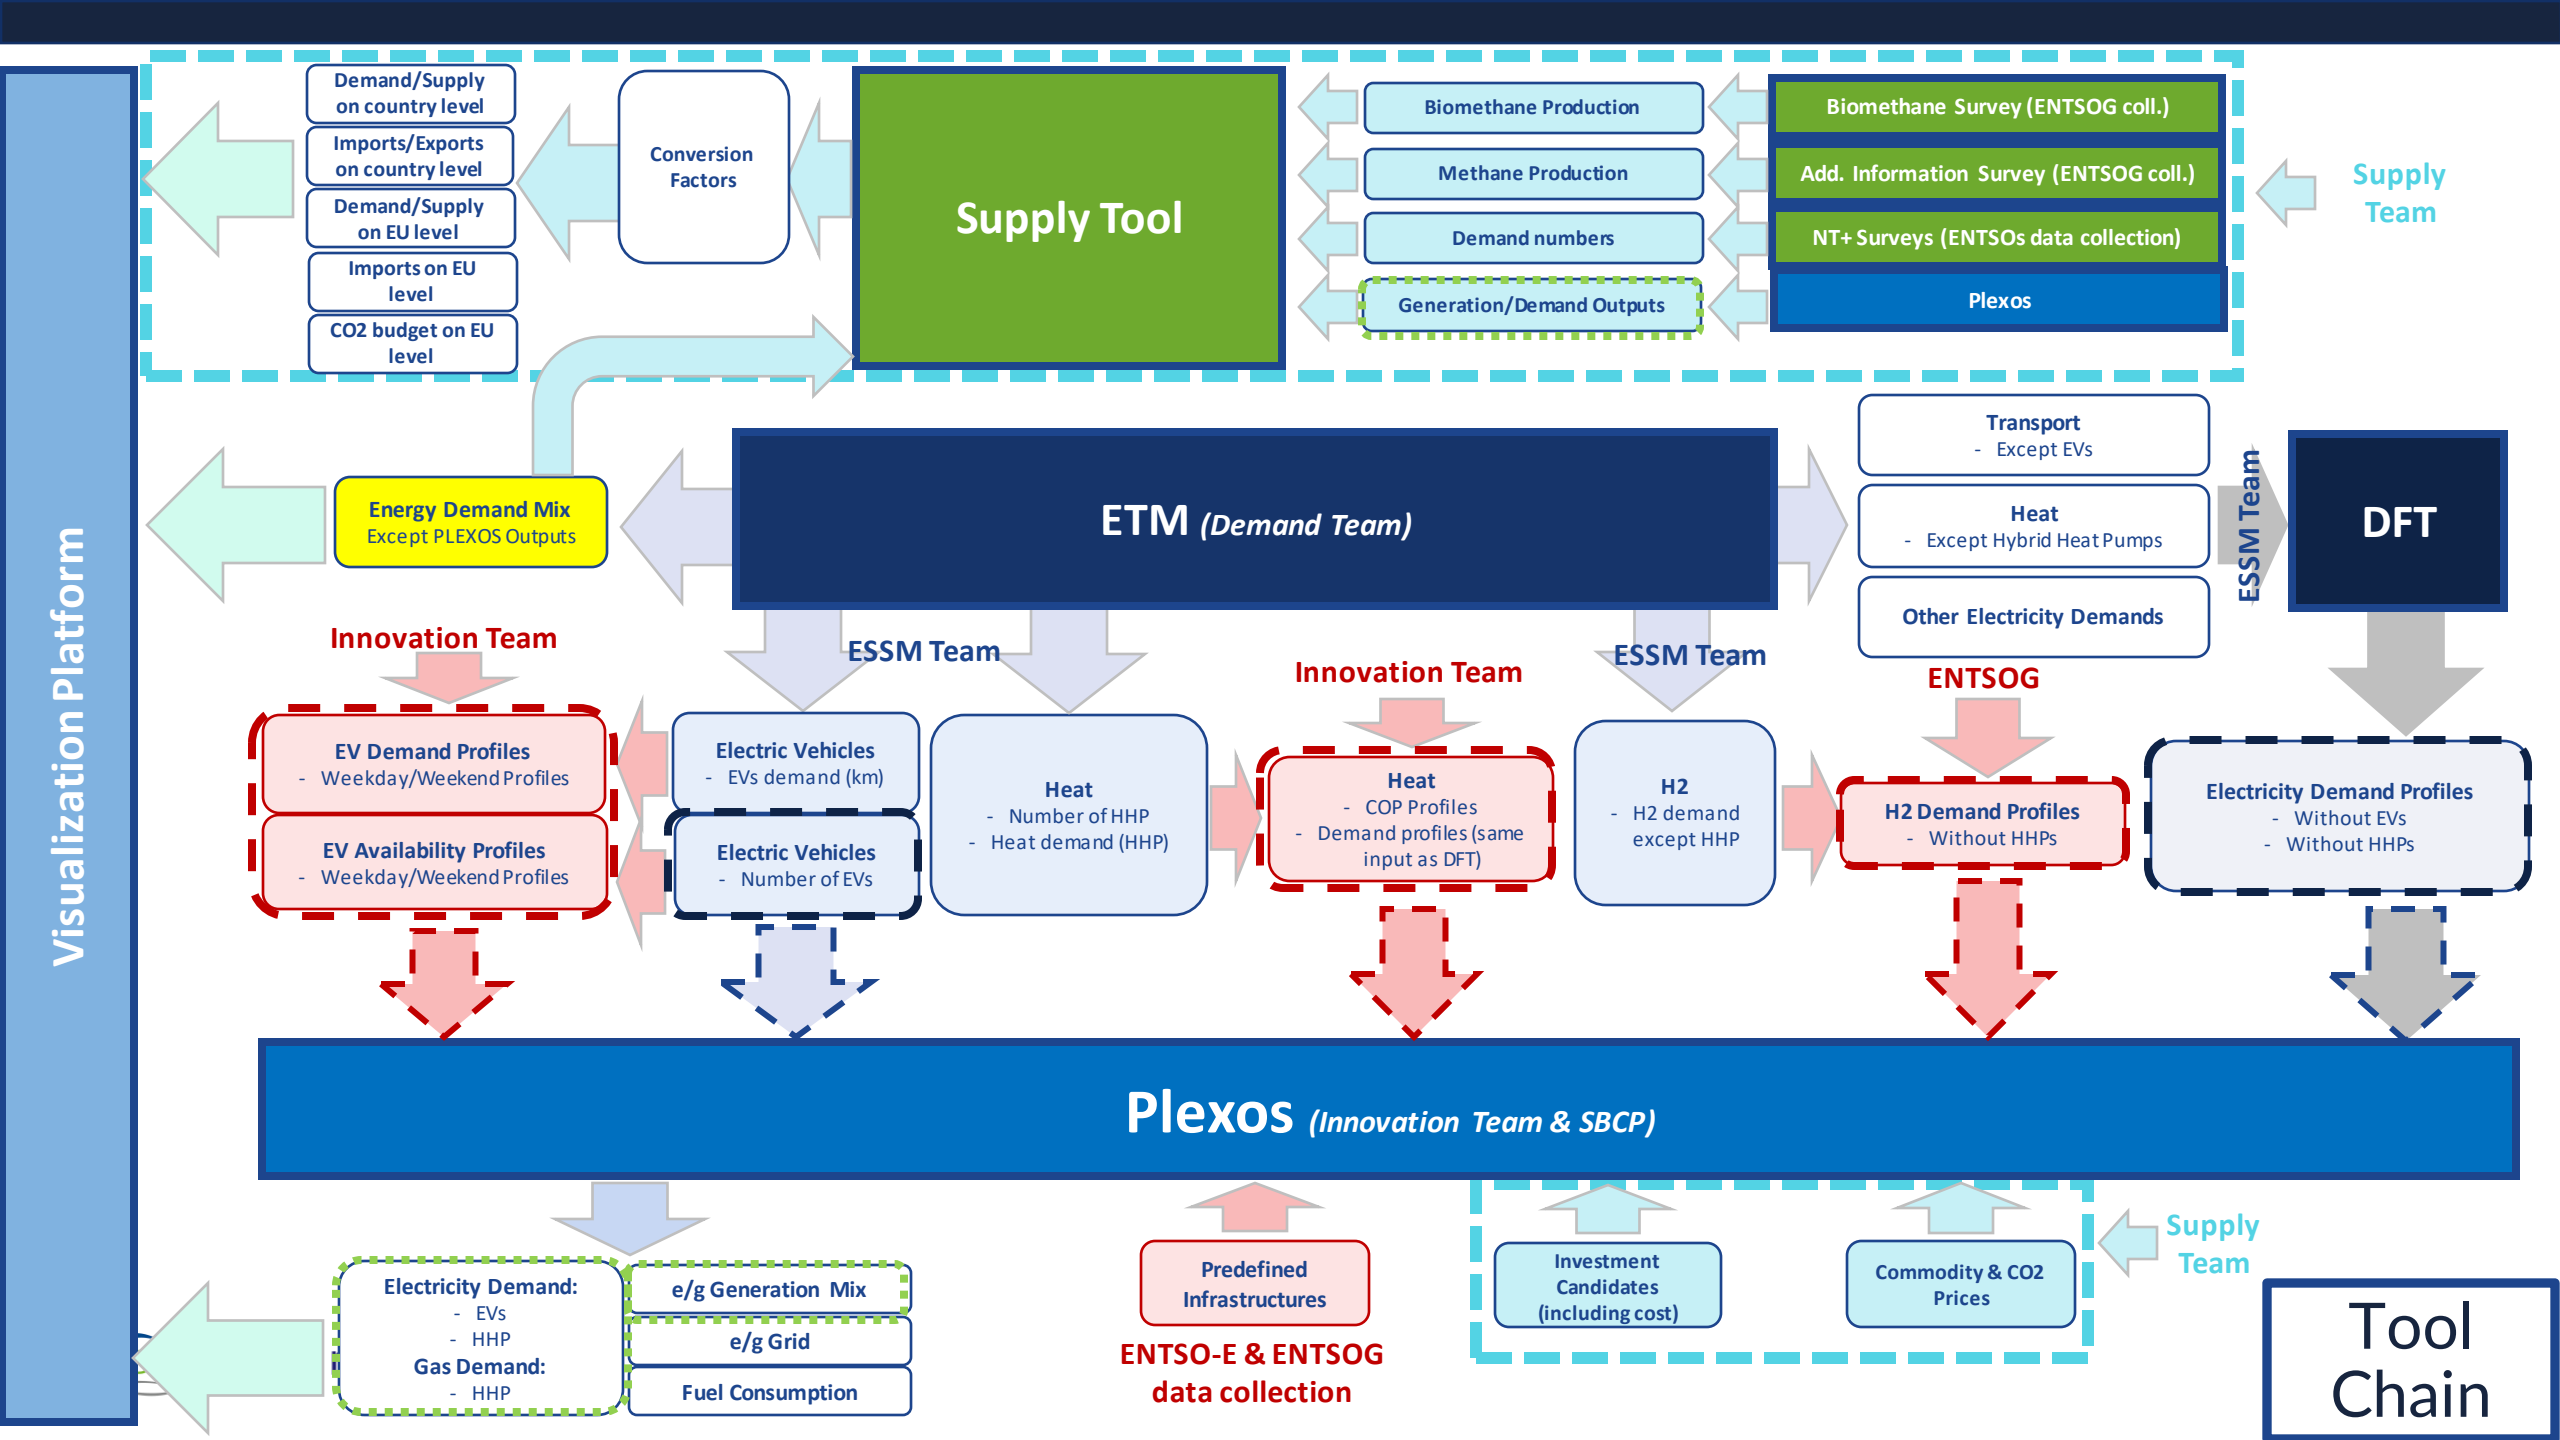 Visualization Platform
Demand/Supply
on country level
Imports/Exports
on country level
Demand/Supply
on EU level
Imports on EU
level
CO2 budget on EU
level
Conversion
Factors
Supply Tool
Biomethane Production
Methane Production
Demand numbers
Generation/Demand Outputs
Biomethane Survey (ENTSOG coll.)
Add. Information Survey (ENTSOG coll.)
NT+ Surveys (ENTSOs data collection)
Plexos
Supply
Team
Energy Demand Mix
Except PLEXOS Outputs
ETM (Demand Team)
Transport
- Except EVs
Heat
- Except Hybrid Heat Pumps
Other Electricity Demands
ESSM Team
DFT
Innovation Team
ESSM Team
Innovation Team
ESSM Team
ENTSOG
EV Demand Profiles
- Weekday/Weekend Profiles
EV Availability Profiles
- Weekday/Weekend Profiles
Electric Vehicles
- EVs demand (km)
Electric Vehicles
- Number of EVs
Heat
- Number of HHP
- Heat demand (HHP)
Heat
- COP Profiles
- Demand profiles (same
input as DFT)
H2
- H2 demand
except HHP
H2 Demand Profiles
- Without HHPs
Electricity Demand Profiles
- Without EVs
- Without HHPs
Plexos (Innovation Team & SBCP)
Electricity Demand:
- EVs
- HHP
Gas Demand:
- HHP
e/g Generation Mix
e/g Grid
Fuel Consumption
Predefined
Infrastructures
ENTSO-E & ENTSOG
data collection
Investment
Candidates
(including cost)
Commodity & CO2
Prices
Supply
Team
Tool
Chain